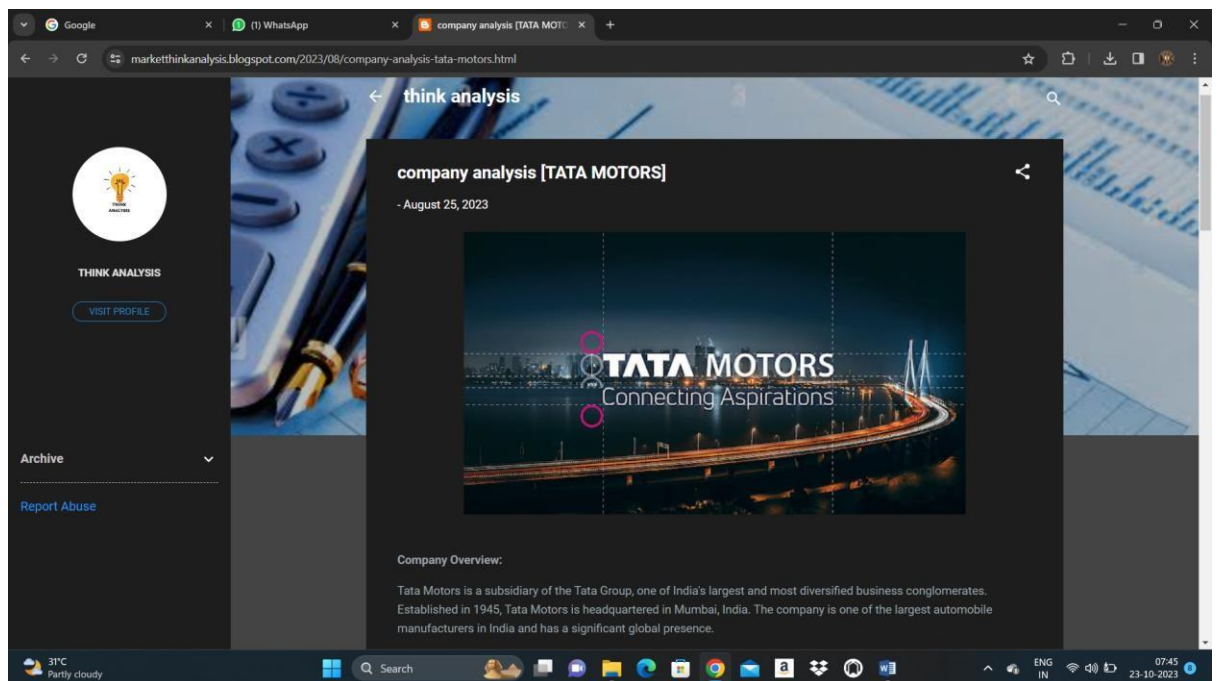 Google
(1) WhatsApp
company analysis [TATA MOTO
marketthinkanalysis.blogspot.com/2023/08/company-analysis-tata-motors.html
think analysis
THINK
ANALYSIS
THINK ANALYSIS
VISIT PROFILE
Archive
Report Abuse
company analysis [TATA MOTORS]
- August 25, 2023
TATA MOTORS
Connecting Aspirations
Company Overview:
Tata Motors is a subsidiary of the Tata Group, one of India's largest and most diversified business conglomerates.
Established in 1945, Tata Motors is headquartered in Mumbai, India. The company is one of the largest automobile
manufacturers in India and has a significant global presence.
31°C
Partly cloudy
Search
a
ENG
IN
07:45
23-10-2023
8